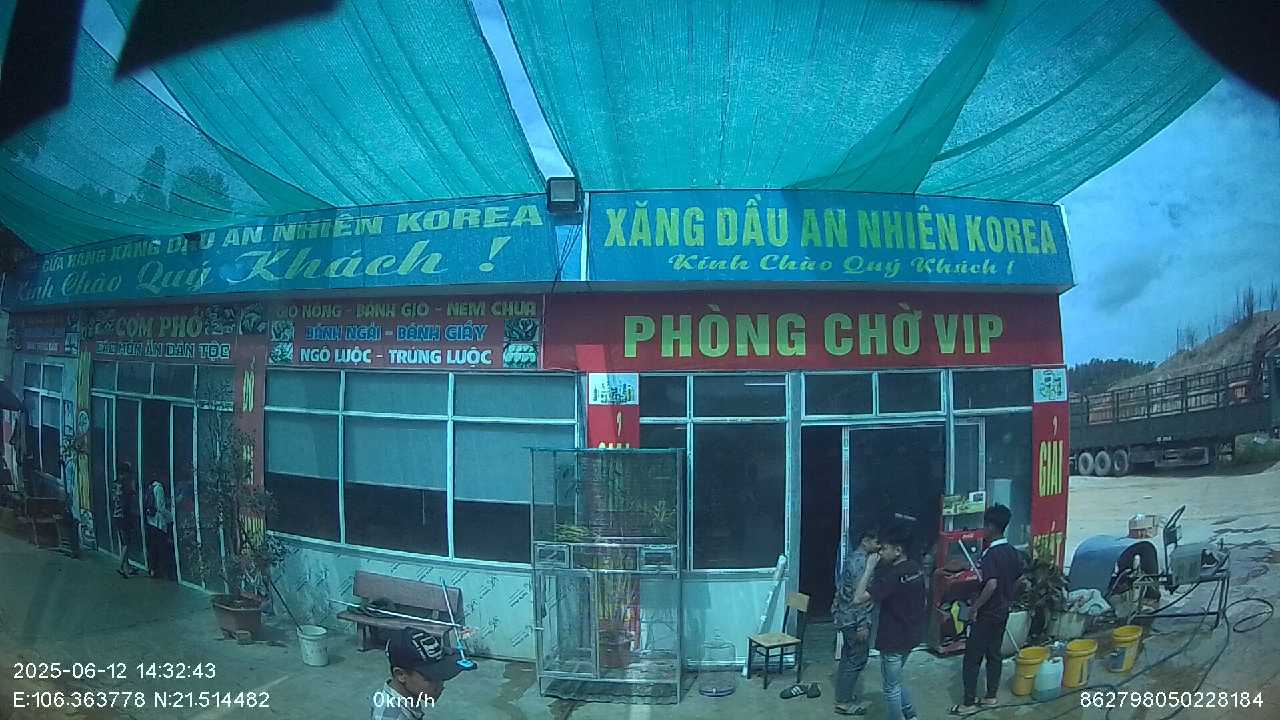 CỬA HÀNG XĂNG DẦU AN NHIÊN KOREA
Kính Chào Quý Khách !
XĂNG DẦU AN NHIÊN KOREA
Kính Chào Quý Khách !
CƠM PHỞ
CÁC MÓN ĂN DÂN TỘC
GIÒ NÓNG - BÁNH GIÒ - NEM CHUA
BÁNH NGẢI - BÁNH GIẦY
NGÔ LUỘC - TRỨNG LUỘC
PHÒNG CHỜ VIP
GIẢI
2025-06-12 14:32:43
E:106.363778 N:21.514482
0km/h
862798050228184